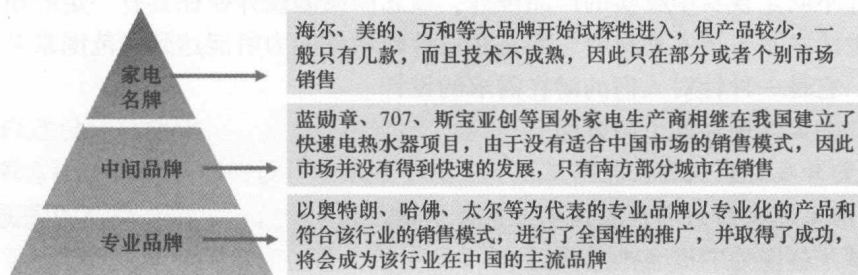 家电
名牌
海尔、美的、万和等大品牌开始试探性进入，但产品较少，一
般只有几款，而且技术不成熟，因此只在部分或者个别市场
销售
中间品牌
蓝勋章、707、斯宝亚创等国外家电生产商相继在我国建立了
快速电热水器项目，由于没有适合中国市场的销售模式，因此
市场并没有得到快速的发展，只有南方部分城市在销售
专业品牌
以奥特朗、哈佛、太尔等为代表的专业品牌以专业化的产品和
符合该行业的销售模式，进行了全国性的推广，并取得了成功，
将会成为该行业在中国的主流品牌